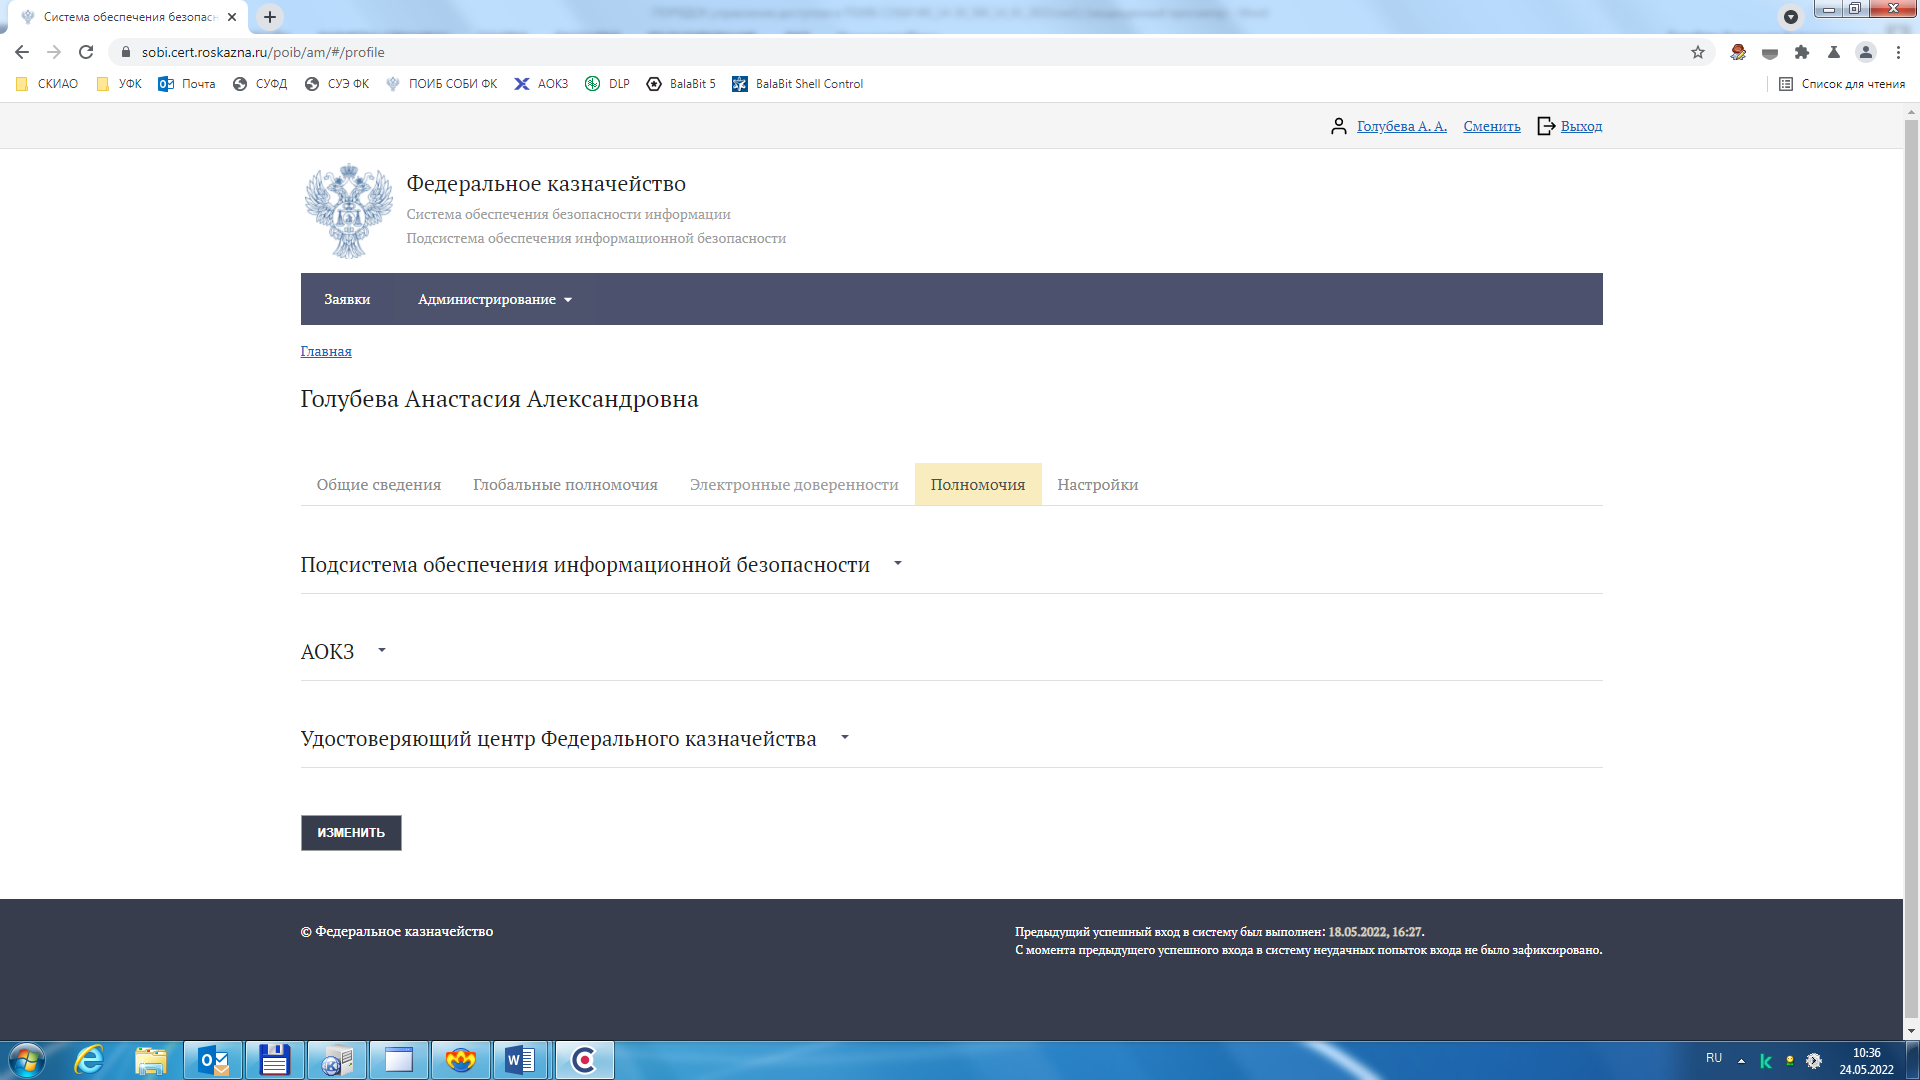 Система обеспечения безопасн
sobi.cert.roskazna.ru/poib/am/#/profile
СКИАО УФК Почта СУФД СУЭ ФК ПОИБ СОБИ ФК АОКЗ DLP BalaBit 5 BalaBit Shell Control Список для чтения
Голубева А. А. Сменить Выход
Федеральное казначейство
Система обеспечения безопасности информации
Подсистема обеспечения информационной безопасности
Заявки Администрирование
Главная
Голубева Анастасия Александровна
Общие сведения Глобальные полномочия Электронные доверенности Полномочия Настройки
Подсистема обеспечения информационной безопасности
АОКЗ
Удостоверяющий центр Федерального казначейства
ИЗМЕНИТЬ
© Федеральное казначейство
Предыдущий успешный вход в систему был выполнен: 18.05.2022, 16:27.
С момента предыдущего успешного входа в систему неудачных попыток входа не было зафиксировано.
RU
10:36
24.05.2022